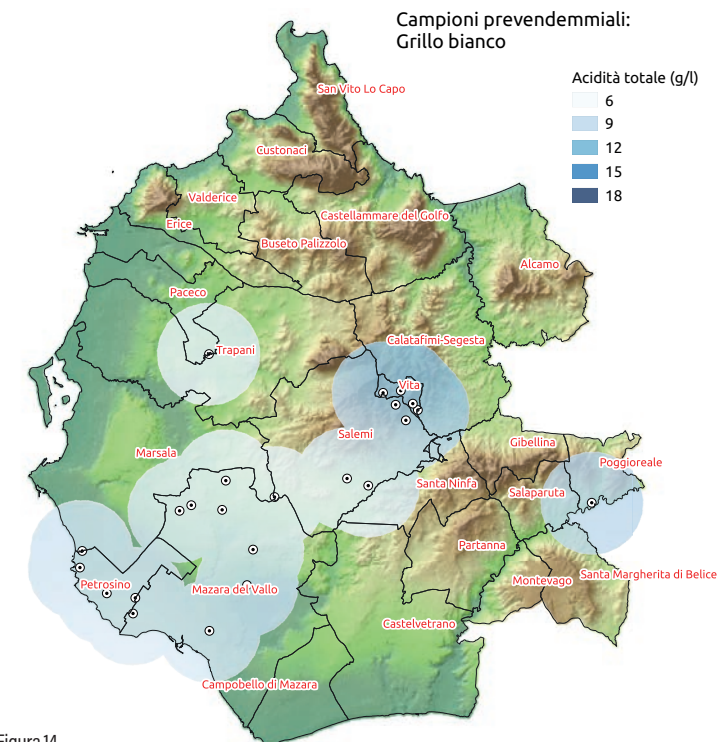 Campioni prevendemmiali:
Grillo bianco
Acidità totale (g/l)
6
9
12
15
18
San Vito Lo Capo
Custonaci
Valderice
Erice
Castellammare del Golfo
Buseto Palizzolo
Alcamo
Paceco
Trapani
Calatafimi-Segesta
Vita
Salemi
Marsala
Gibellina
Poggioreale
Santa Ninfa
Salaparuta
Partanna
Petrosino
Mazara del Vallo
Montevago
Santa Margherita di Belice
Castelvetrano
Campobello di Mazara
Figura 14